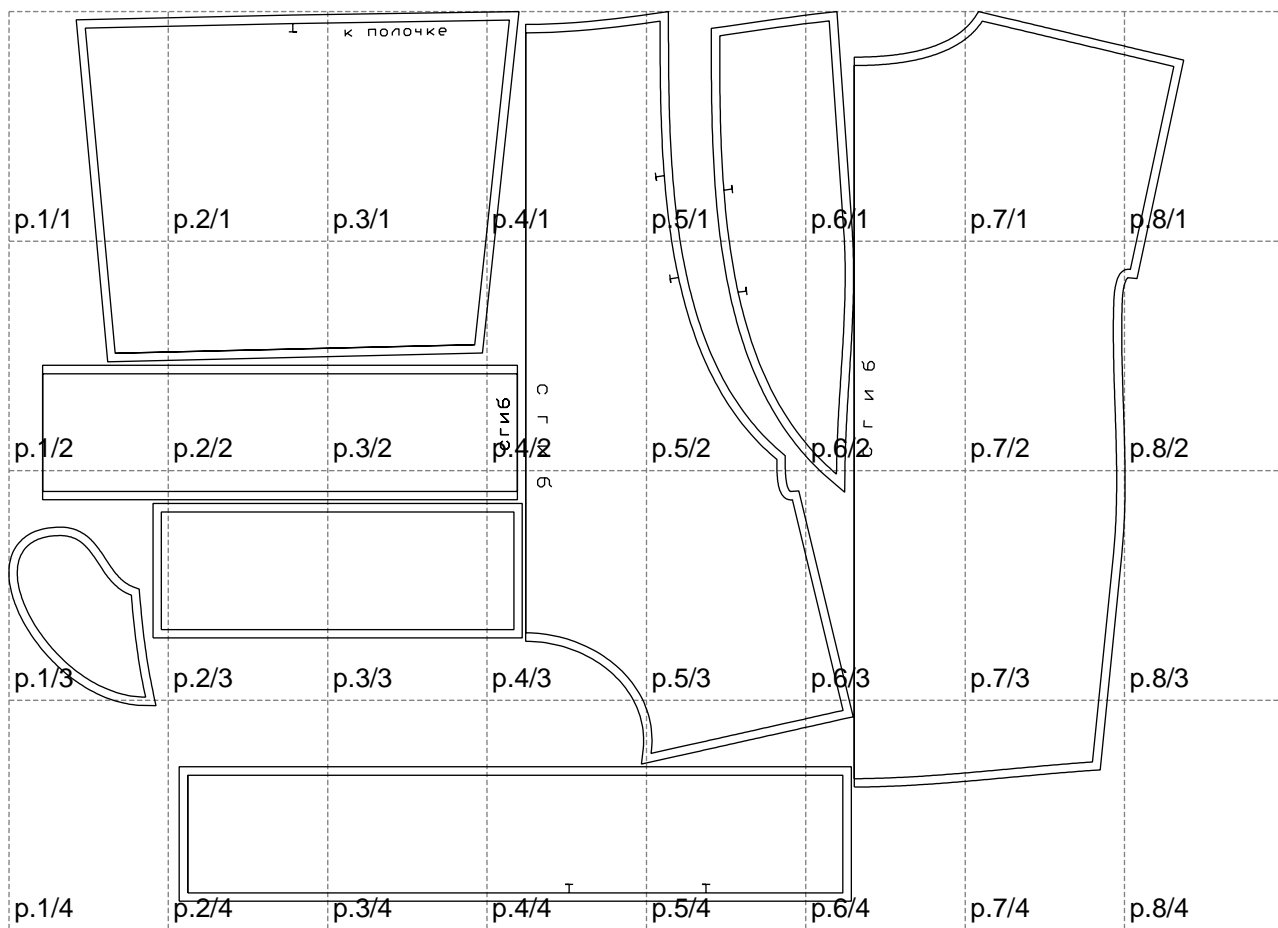 к полочке
p.1/1 p.2/1 p.3/1 p.4/1 p.5/1 p.6/1 p.7/1 p.8/1
сгиб
сгиб
сгиб
p.1/2 p.2/2 p.3/2 p.4/2 p.5/2 p.6/2 p.7/2 p.8/2
p.1/3 p.2/3 p.3/3 p.4/3 p.5/3 p.6/3 p.7/3 p.8/3
p.1/4 p.2/4 p.3/4 p.4/4 p.5/4 p.6/4 p.7/4 p.8/4